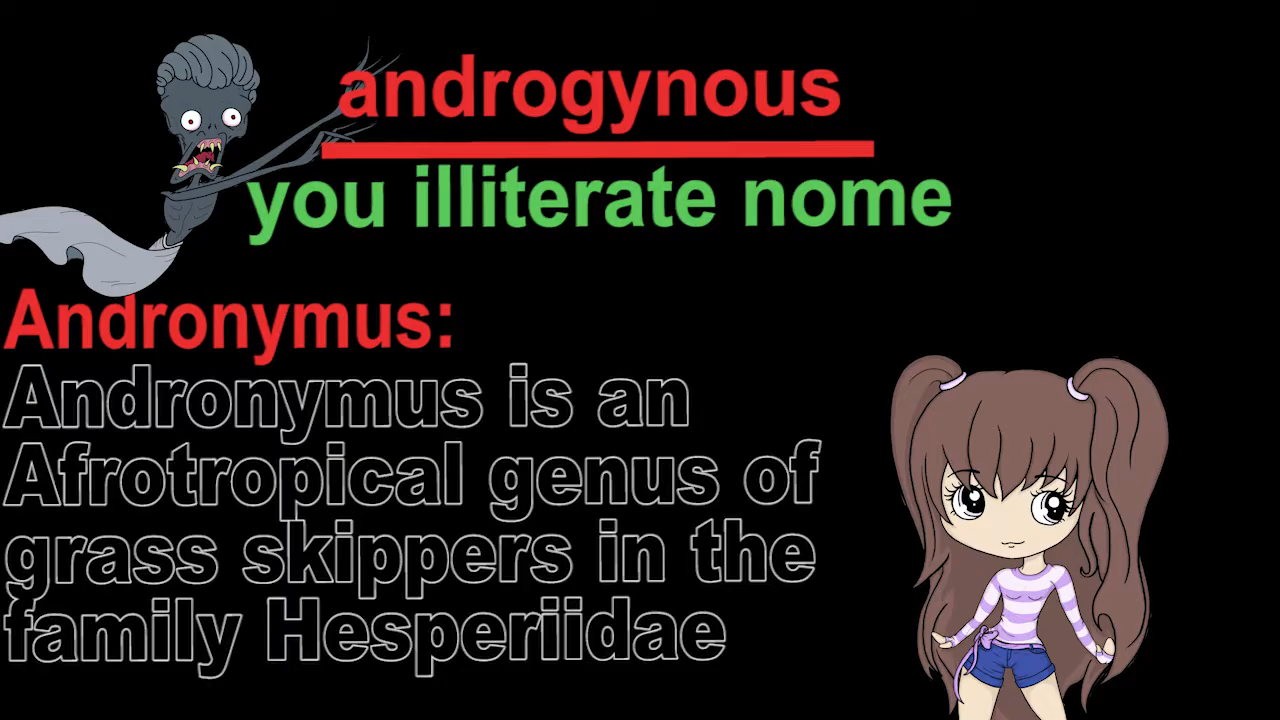 androgynous
you illiterate nome
Andronymus:
Andronymus is an
Afrotropical genus of
grass skippers in the
family Hesperiidae